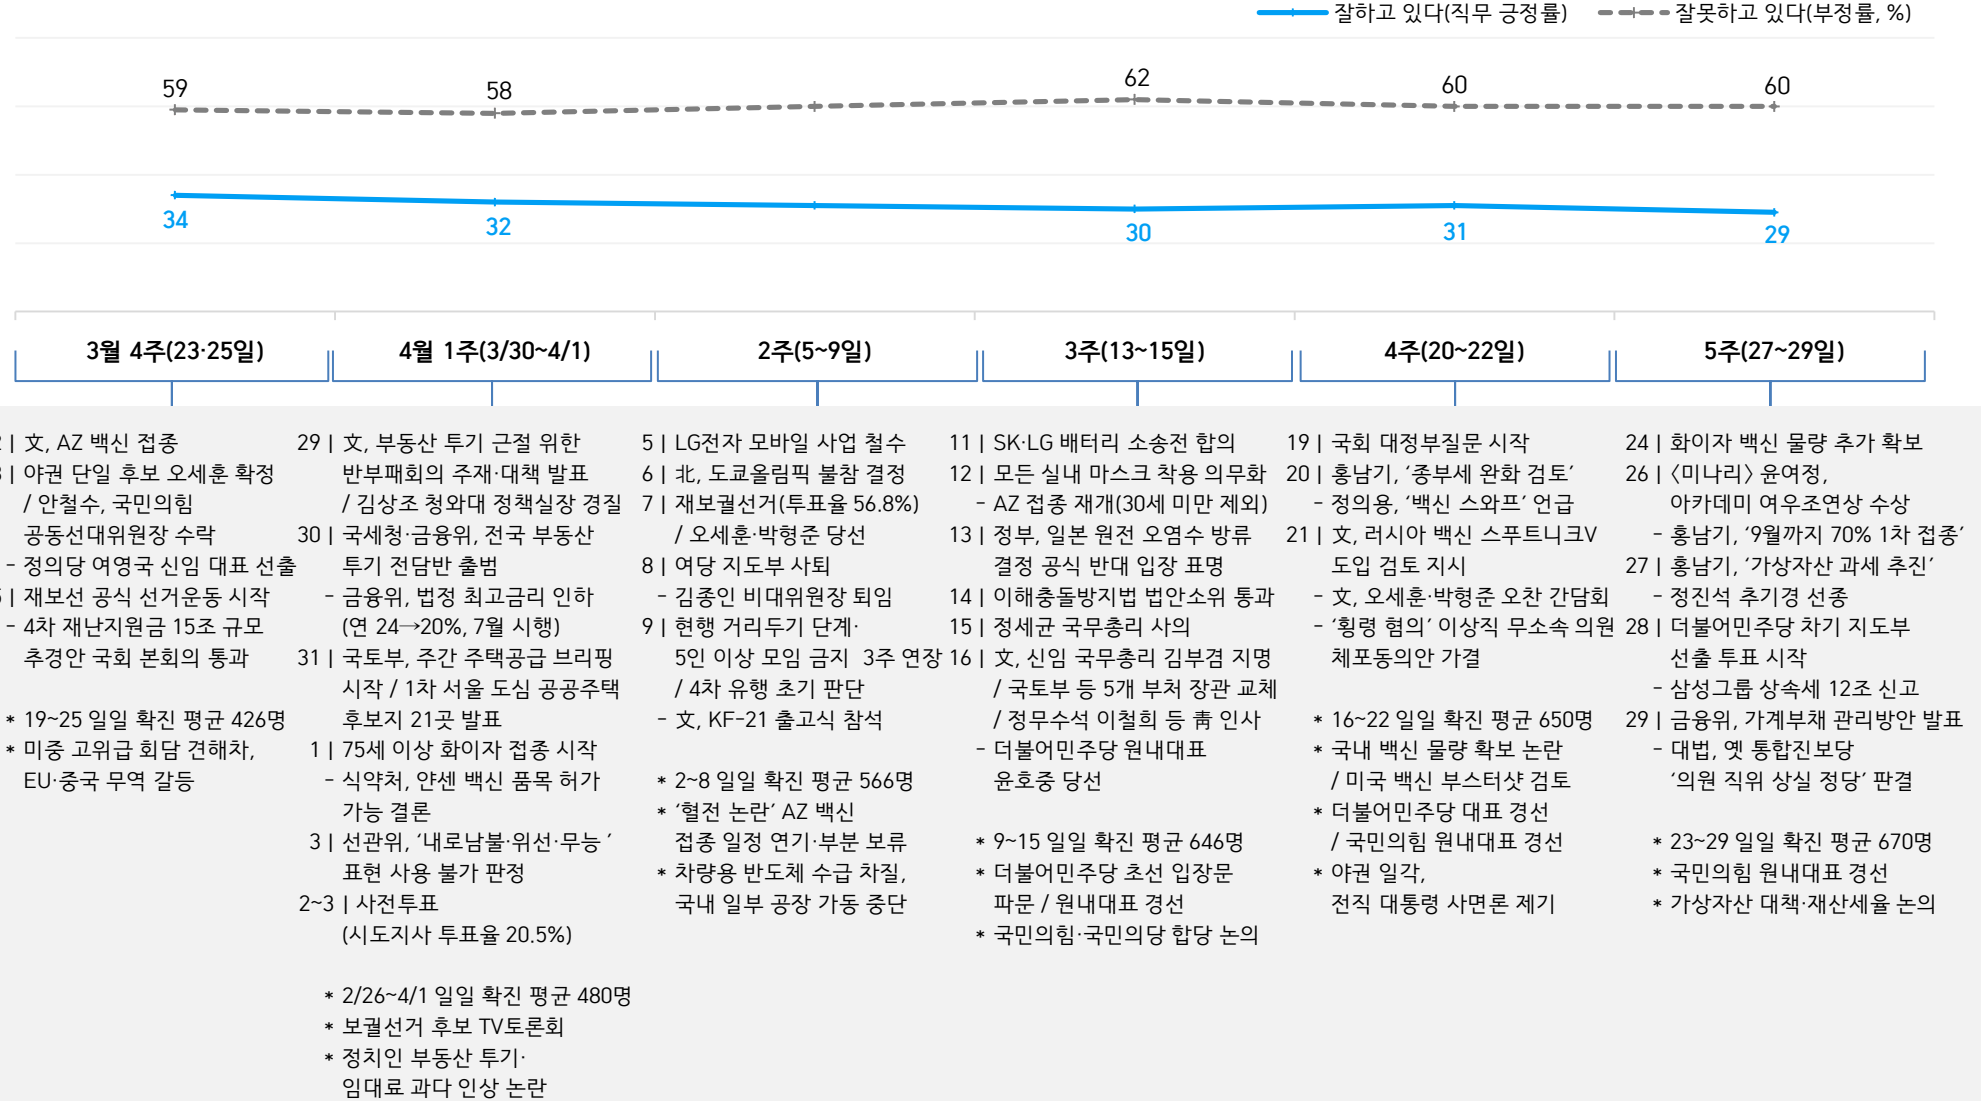 잘하고 있다(직무 긍정률)
잘못하고 있다(부정률, %)
59
58
62
60
60
34
32
30
31
29
3월 4주(23·25일)
4월 1주(3/30~4/1)
2주(5~9일)
3주(13~15일)
4주(20~22일)
5주(27~29일)
| 文, AZ 백신 접종
| 야권 단일 후보 오세훈 확정
/ 안철수, 국민의힘
공동선대위원장 수락
- 정의당 여영국 신임 대표 선출
| 재보선 공식 선거운동 시작
- 4차 재난지원금 15조 규모
추경안 국회 본회의 통과
* 19~25 일일 확진 평균 426명
* 미중 고위급 회담 견해차,
EU·중국 무역 갈등
29 | 文, 부동산 투기 근절 위한
반부패회의 주재·대책 발표
/ 김상조 청와대 정책실장 경질
30 | 국세청·금융위, 전국 부동산
투기 전담반 출범
- 금융위, 법정 최고금리 인하
(연 24→20%, 7월 시행)
31 | 국토부, 주간 주택공급 브리핑
시작 / 1차 서울 도심 공공주택
후보지 21곳 발표
1 | 75세 이상 화이자 접종 시작
- 식약처, 얀센 백신 품목 허가
가능 결론
3 | 선관위, ‘내로남불·위선·무능 ’
표현 사용 불가 판정
2~3 | 사전투표
(시도지사 투표율 20.5%)
* 2/26~4/1 일일 확진 평균 480명
* 보궐선거 후보 TV토론회
* 정치인 부동산 투기·
임대료 과다 인상 논란
5 | LG전자 모바일 사업 철수
6 | 北, 도쿄올림픽 불참 결정
7 | 재보궐선거(투표율 56.8%)
/ 오세훈·박형준 당선
8 | 여당 지도부 사퇴
- 김종인 비대위원장 퇴임
9 | 현행 거리두기 단계·
5인 이상 모임 금지 3주 연장
/ 4차 유행 초기 판단
- 文, KF-21 출고식 참석
* 2~8 일일 확진 평균 566명
* ‘혈전 논란’ AZ 백신
접종 일정 연기·부분 보류
* 차량용 반도체 수급 차질,
국내 일부 공장 가동 중단
11 | SK·LG 배터리 소송전 합의
12 | 모든 실내 마스크 착용 의무화
- AZ 접종 재개(30세 미만 제외)
13 | 정부, 일본 원전 오염수 방류
결정 공식 반대 입장 표명
14 | 이해충돌방지법 법안소위 통과
15 | 정세균 국무총리 사의
16 | 文, 신임 국무총리 김부겸 지명
/ 국토부 등 5개 부처 장관 교체
/ 정무수석 이철희 등 靑 인사
- 더불어민주당 원내대표
윤호중 당선
* 9~15 일일 확진 평균 646명
* 더불어민주당 초선 입장문
파문 / 원내대표 경선
* 국민의힘·국민의당 합당 논의
19 | 국회 대정부질문 시작
20 | 홍남기, ‘종부세 완화 검토’
- 정의용, ‘백신 스와프’ 언급
21 | 文, 러시아 백신 스푸트니크V
도입 검토 지시
- 文, 오세훈·박형준 오찬 간담회
- ‘횡령 혐의’ 이상직 무소속 의원
체포동의안 가결
* 16~22 일일 확진 평균 650명
* 국내 백신 물량 확보 논란
/ 미국 백신 부스터샷 검토
* 더불어민주당 대표 경선
/ 국민의힘 원내대표 경선
* 야권 일각,
전직 대통령 사면론 제기
24 | 화이자 백신 물량 추가 확보
26 | 〈미나리〉 윤여정,
아카데미 여우조연상 수상
- 홍남기, ‘9월까지 70% 1차 접종’
27 | 홍남기, ‘가상자산 과세 추진’
- 정진석 추기경 선종
28 | 더불어민주당 차기 지도부
선출 투표 시작
- 삼성그룹 상속세 12조 신고
29 | 금융위, 가계부채 관리방안 발표
- 대법, 옛 통합진보당
‘의원 직위 상실 정당’ 판결
* 23~29 일일 확진 평균 670명
* 국민의힘 원내대표 경선
* 가상자산 대책·재산세율 논의